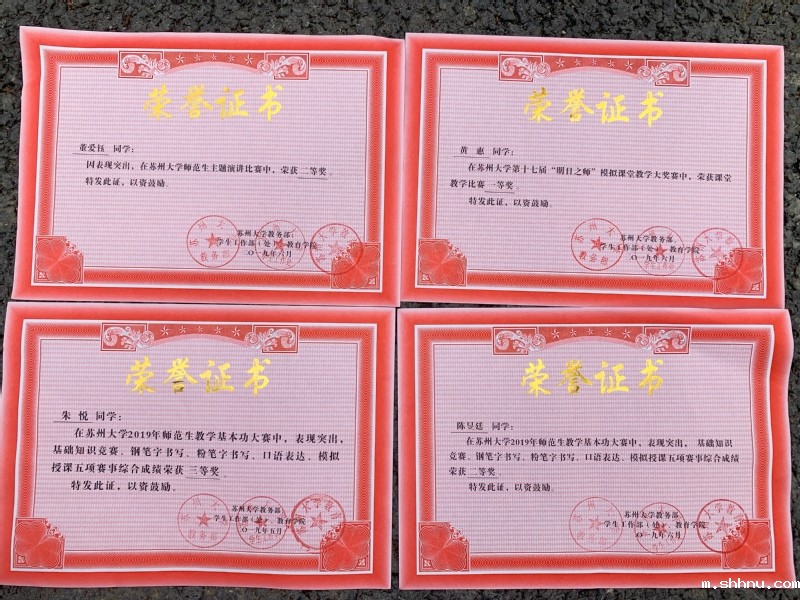 荣誉证书
董爱钰 同学：
因表现突出，在苏州大学师范生主题演讲比赛中，荣获 二等奖 。
特发此证，以资鼓励。
苏州大学教务部
学生工作部（处） 教育学院
二〇一九年六月
荣誉证书
黄 惠 同学：
在苏州大学第十七届“明日之师”模拟课堂教学大奖赛中，荣获课堂
教学比赛 一等奖 。
特发此证，以资鼓励。
苏州大学教务部
学生工作部（处） 教育学院
二〇一九年六月
荣誉证书
朱 悦 同学：
在苏州大学2019年师范生教学基本功大赛中，表现突出，
基础知识竞赛、钢笔字书写、粉笔字书写、口语表达、模拟
授课五项赛事综合成绩荣获 三等奖 。
特发此证，以资鼓励。
苏州大学教务部
学生工作部（处） 教育学院
二〇一九年五月
荣誉证书
陈旻廷 同学：
在苏州大学2019年师范生教学基本功大赛中，表现突出， 基础知识
竞赛、钢笔字书写、粉笔字书写、口语表达、模拟授课五项赛事综合成绩
荣获 二等奖 。
特发此证，以资鼓励。
苏州大学教务部
学生工作部（处） 教育学院
二〇一九年六月
m.shhnu.com